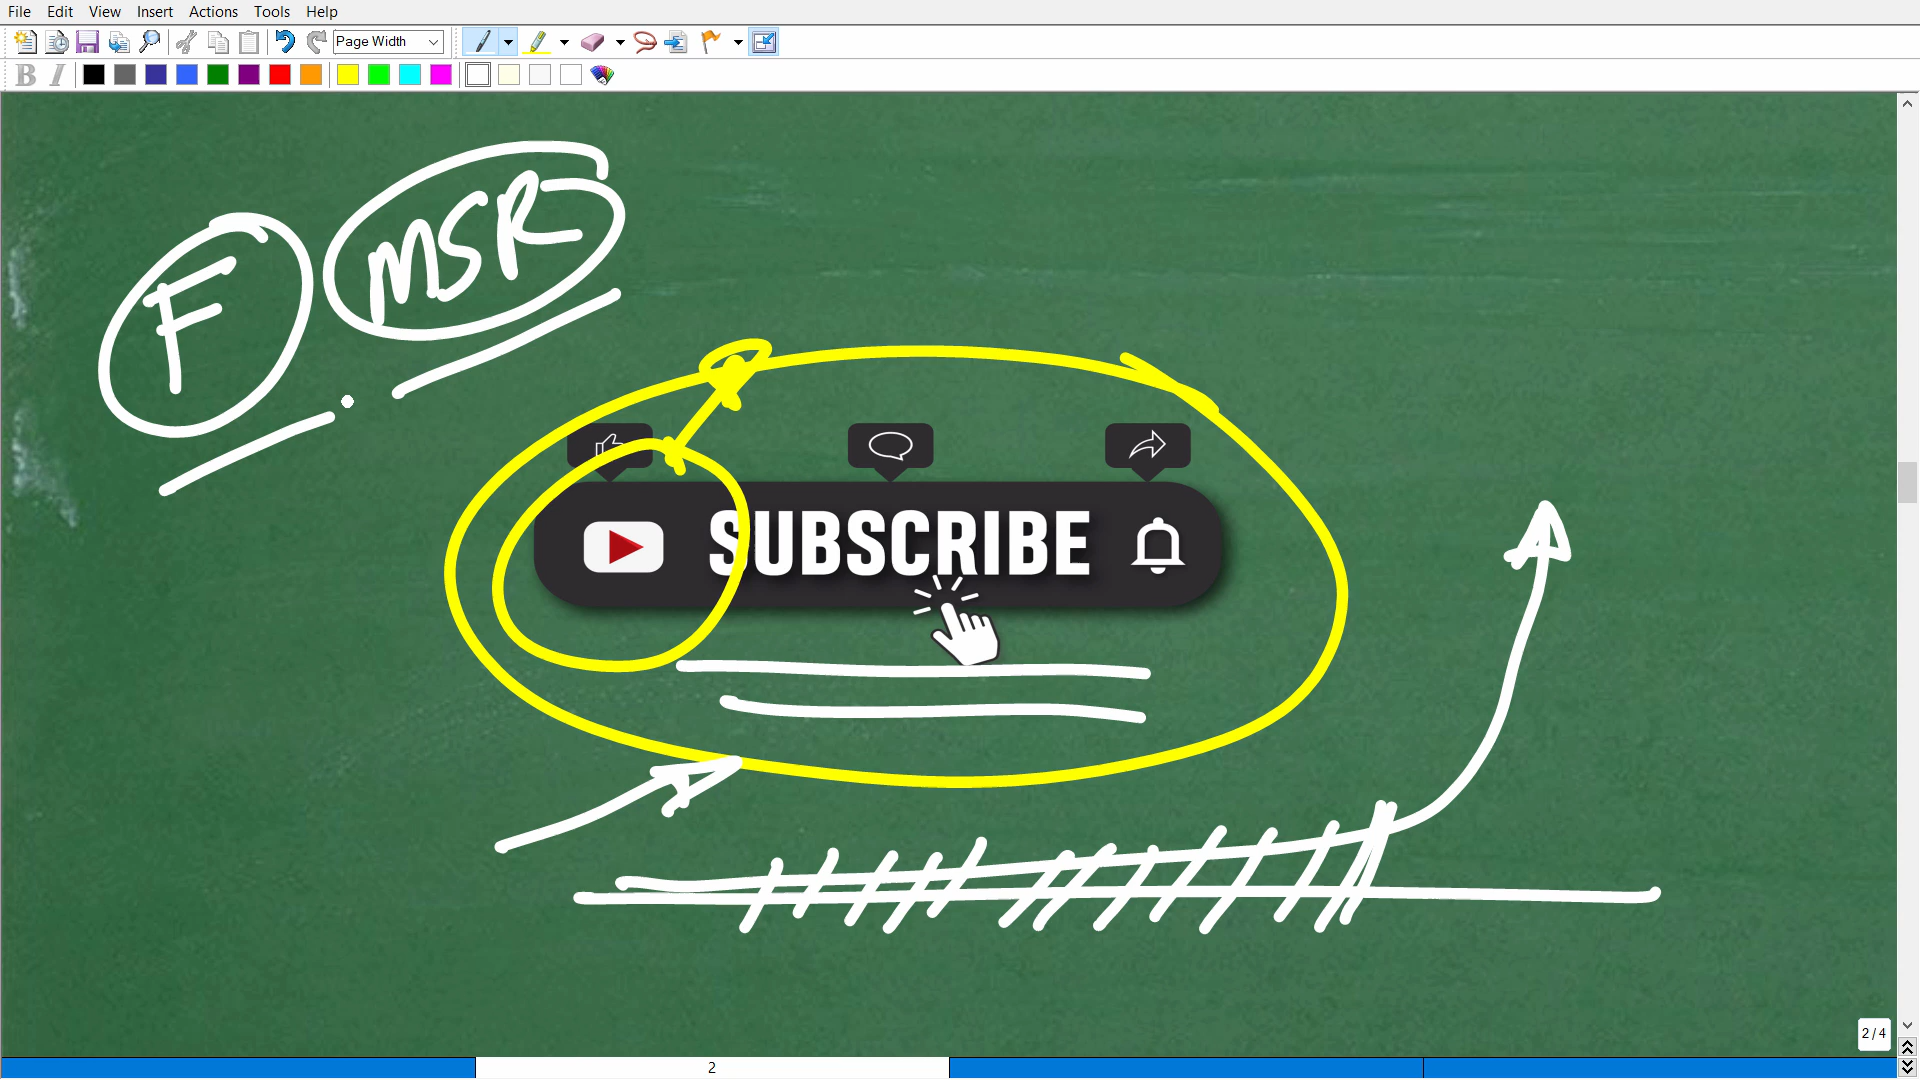 File Edit View Insert Actions Tools Help
Page Width
B I
F MSR
SUBSCRIBE
2 / 4
2